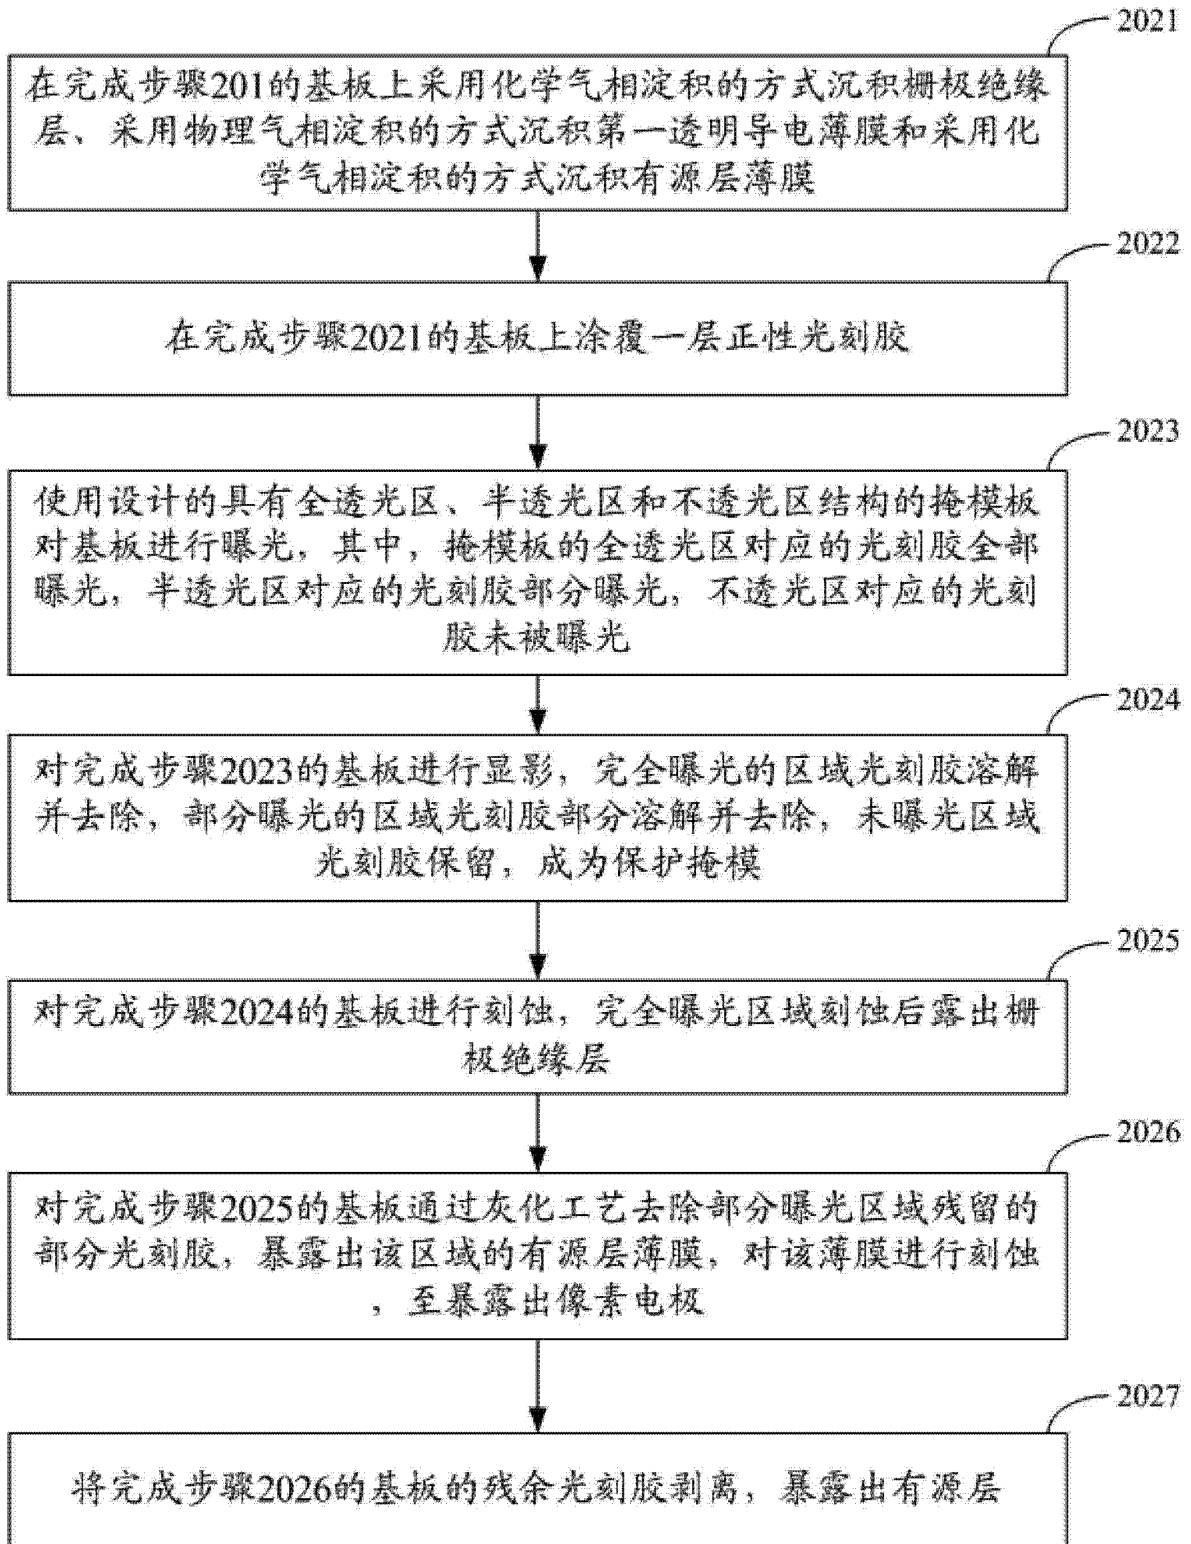 2021
在完成步骤201的基板上采用化学气相淀积的方式沉积栅极绝缘
层、采用物理气相淀积的方式沉积第一透明导电薄膜和采用化
学气相淀积的方式沉积有源层薄膜
2022
在完成步骤2021的基板上涂覆一层正性光刻胶
2023
使用设计的具有全透光区、半透光区和不透光区结构的掩模板
对基板进行曝光，其中，掩模板的全透光区对应的光刻胶全部
曝光，半透光区对应的光刻胶部分曝光，不透光区对应的光刻
胶未被曝光
2024
对完成步骤2023的基板进行显影，完全曝光的区域光刻胶溶解
并去除，部分曝光的区域光刻胶部分溶解并去除，未曝光区域
光刻胶保留，成为保护掩模
2025
对完成步骤2024的基板进行刻蚀，完全曝光区域刻蚀后露出栅
极绝缘层
2026
对完成步骤2025的基板通过灰化工艺去除部分曝光区域残留的
部分光刻胶，暴露出该区域的有源层薄膜，对该薄膜进行刻蚀
，至暴露出像素电极
2027
将完成步骤2026的基板的残余光刻胶剥离，暴露出有源层